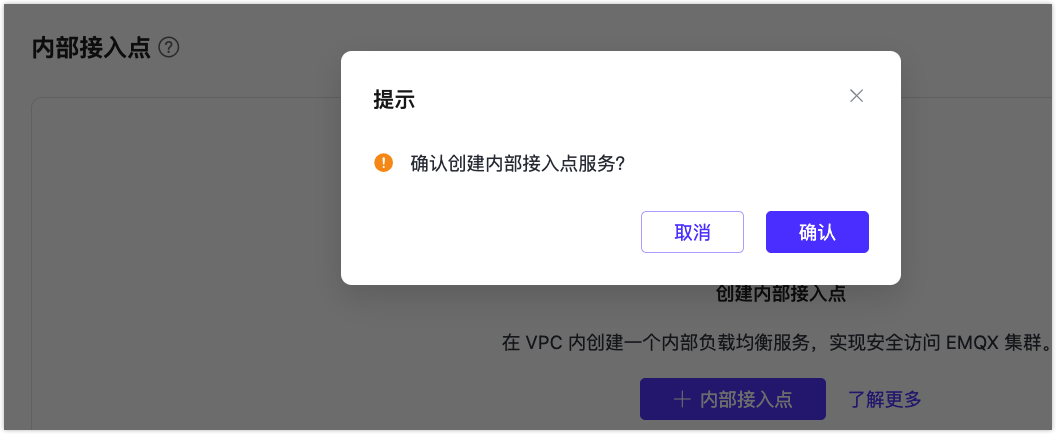 内部接入点 ?
提示
确认创建内部接入点服务?
取消
确认
创建内部接入点
在 VPC 内创建一个内部负载均衡服务，实现安全访问 EMQX 集群。
+ 内部接入点
了解更多